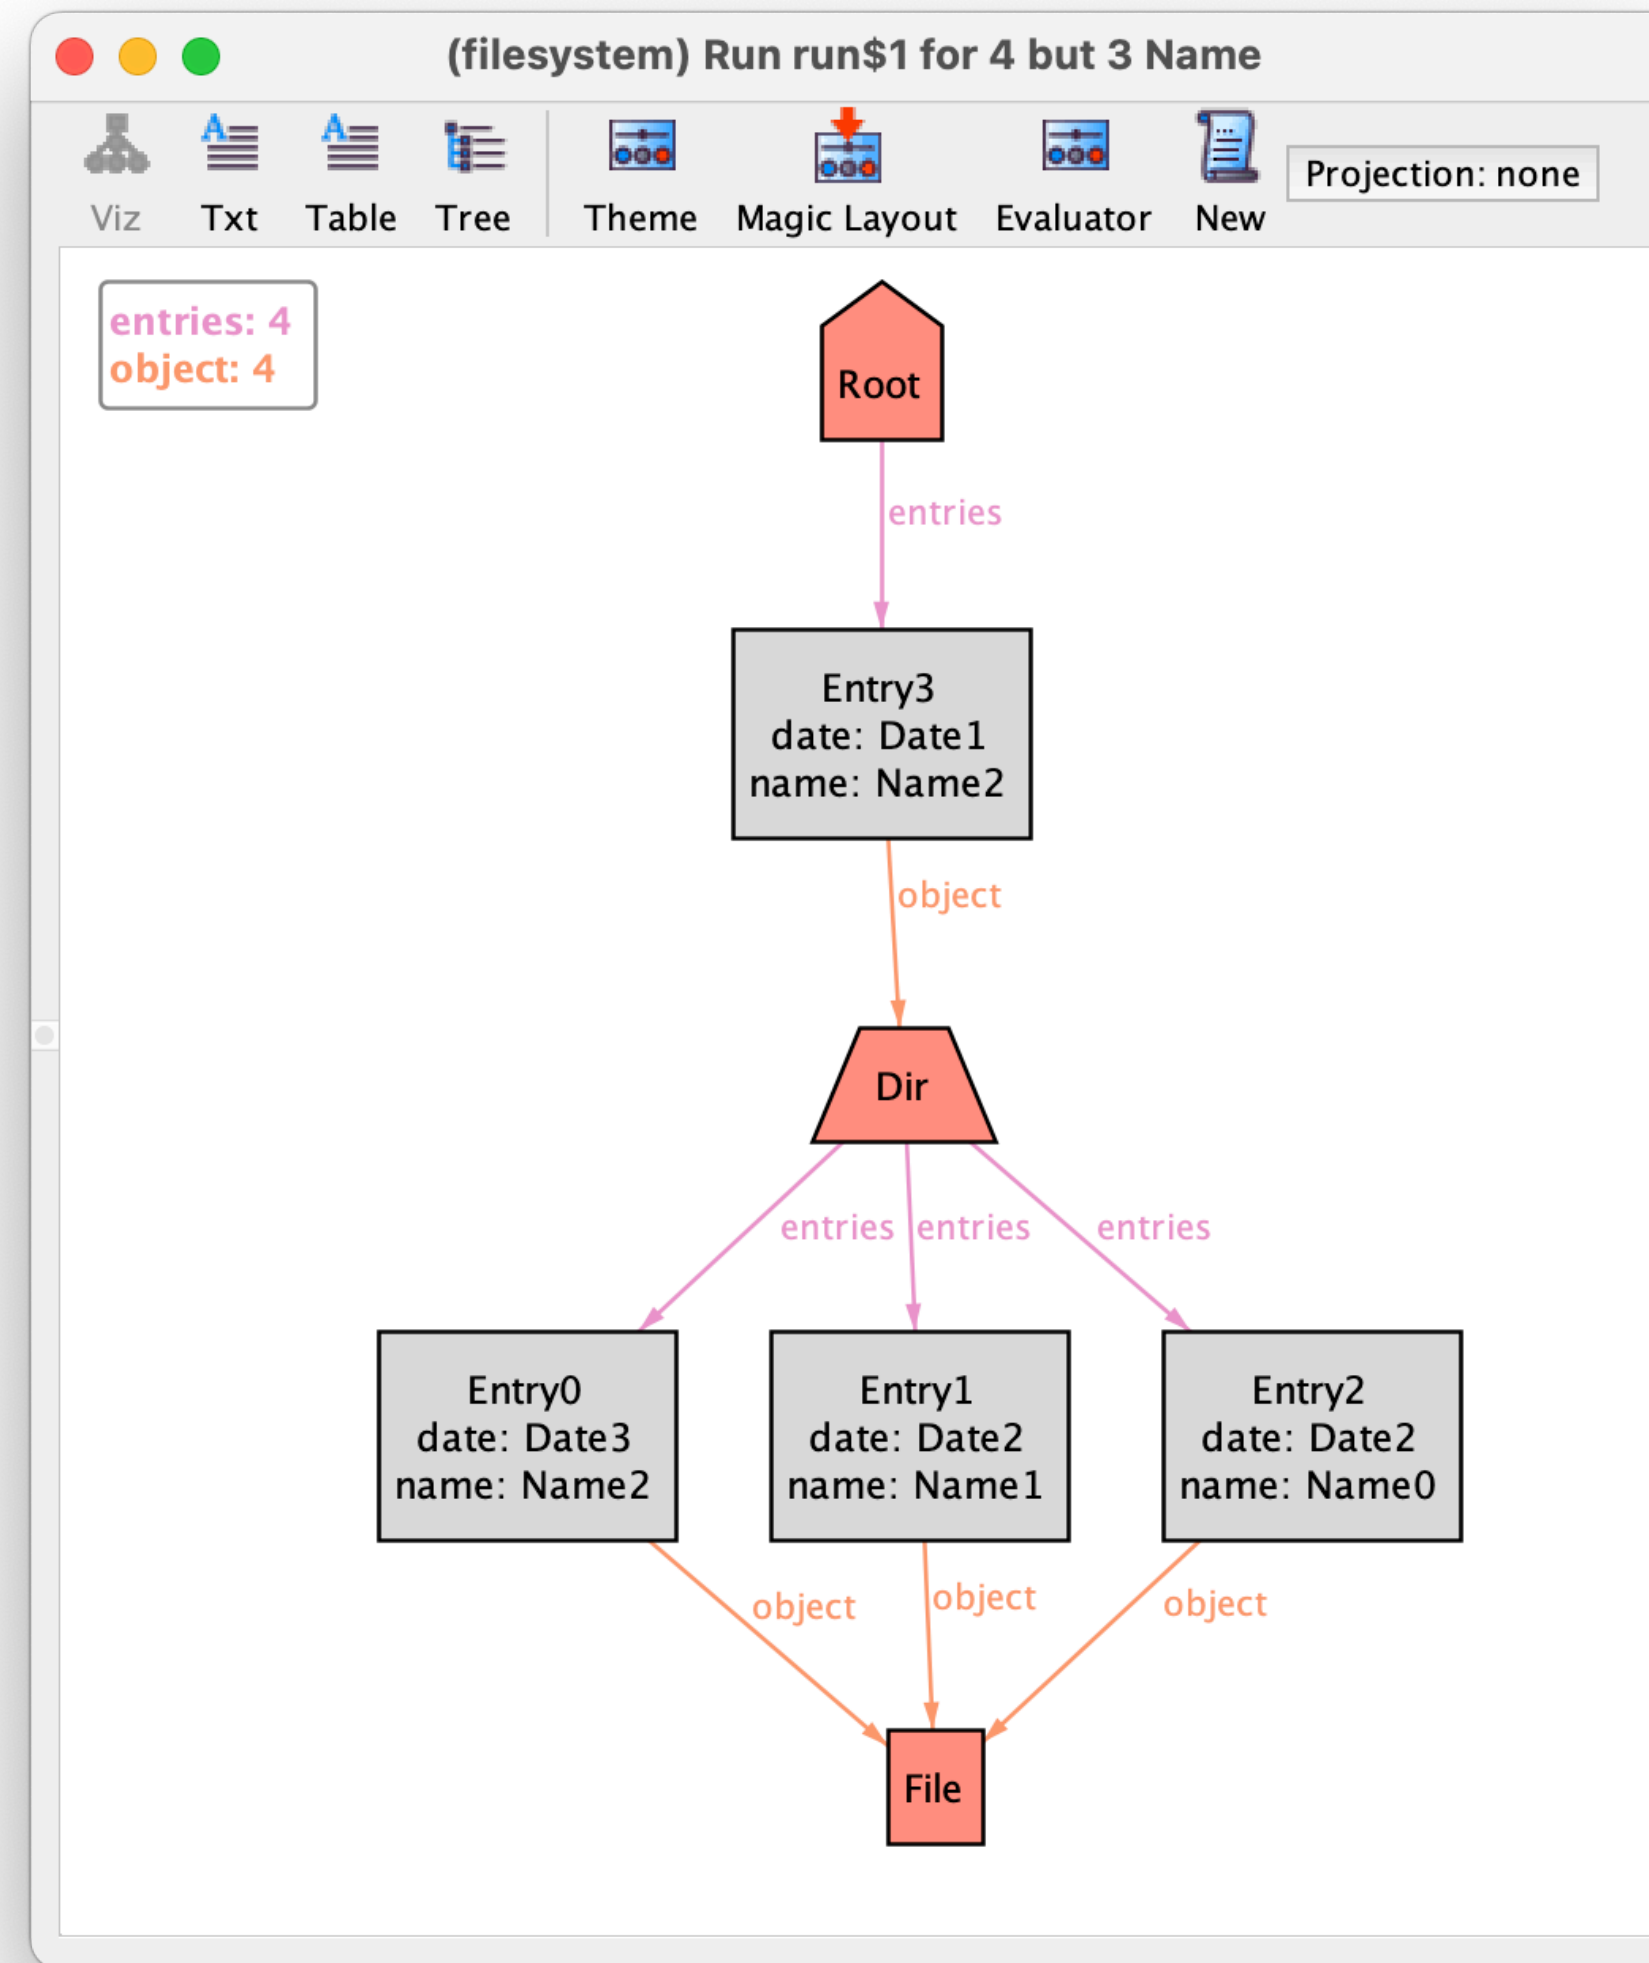 (filesystem) Run run$1 for 4 but 3 Name
Viz Txt Table Tree Theme Magic Layout Evaluator New Projection: none
entries: 4
object: 4
Root
entries
Entry3
date: Date1
name: Name2
object
Dir
entries entries entries
Entry0
date: Date3
name: Name2
Entry1
date: Date2
name: Name1
Entry2
date: Date2
name: Name0
object object object
File